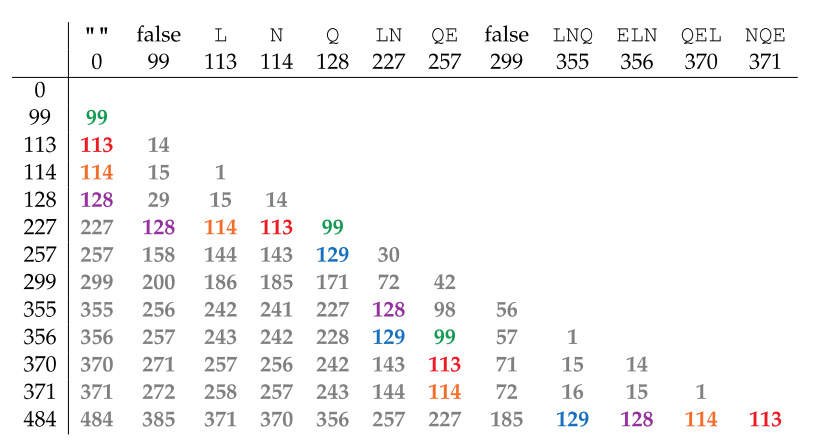 "" false L N Q LN QE false LNQ ELN QEL NQE
0 99 113 114 128 227 257 299 355 356 370 371
0
99 99
113 113 14
114 114 15 1
128 128 29 15 14
227 227 128 114 113 99
257 257 158 144 143 129 30
299 299 200 186 185 171 72 42
355 355 256 242 241 227 128 98 56
356 356 257 243 242 228 129 99 57 1
370 370 271 257 256 242 143 113 71 15 14
371 371 272 258 257 243 144 114 72 16 15 1
484 484 385 371 370 356 257 227 185 129 128 114 113